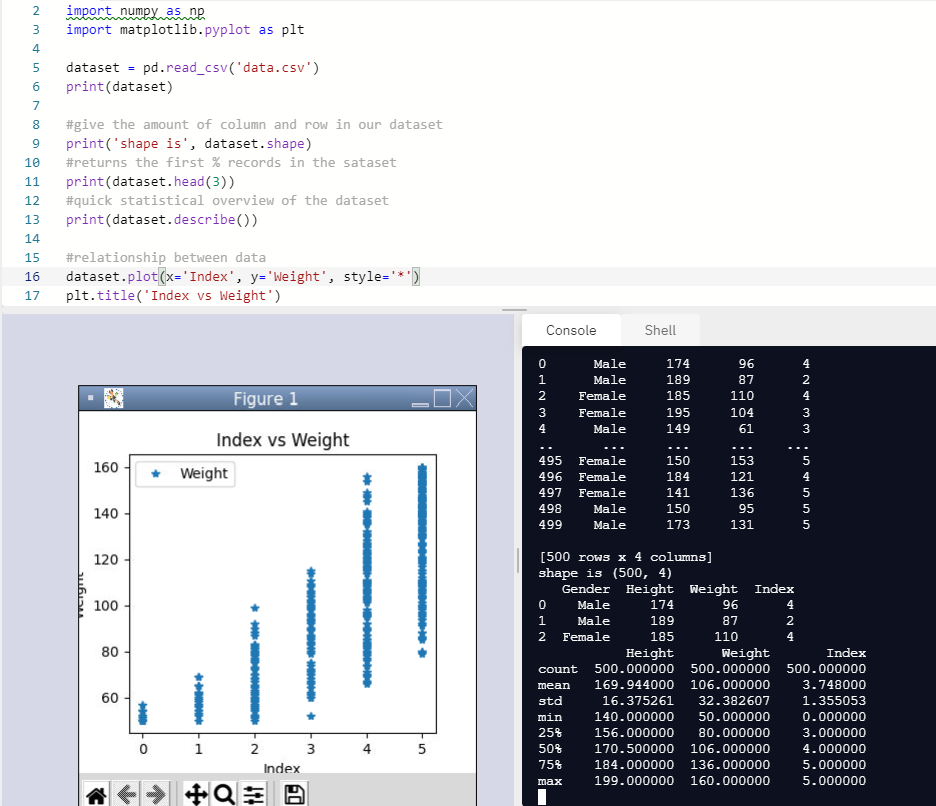 2 import numpy as np
3 import matplotlib.pyplot as plt
4
5 dataset = pd.read_csv('data.csv')
6 print(dataset)
7
8 #give the amount of column and row in our dataset
9 print('shape is', dataset.shape)
10 #returns the first % records in the sataset
11 print(dataset.head(3))
12 #quick statistical overview of the dataset
13 print(dataset.describe())
14
15 #relationship between data
16 dataset.plot(x='Index', y='Weight', style='*')
17 plt.title('Index vs Weight')
Figure 1
Index vs Weight
Weight
160
140
120
100
80
60
Weight
0 1 2 3 4 5
Index
Console Shell
0 Male 174 96 4
1 Male 189 87 2
2 Female 185 110 4
3 Female 195 104 3
4 Male 149 61 3
.. ... ... ... ...
495 Female 150 153 5
496 Female 184 121 4
497 Female 141 136 5
498 Male 150 95 5
499 Male 173 131 5
[500 rows x 4 columns]
shape is (500, 4)
Gender Height Weight Index
0 Male 174 96 4
1 Male 189 87 2
2 Female 185 110 4
Height Weight Index
count 500.000000 500.000000 500.000000
mean 169.944000 106.000000 3.748000
std 16.375261 32.382607 1.355053
min 140.000000 50.000000 0.000000
25% 156.000000 80.000000 3.000000
50% 170.500000 106.000000 4.000000
75% 184.000000 136.000000 5.000000
max 199.000000 160.000000 5.000000